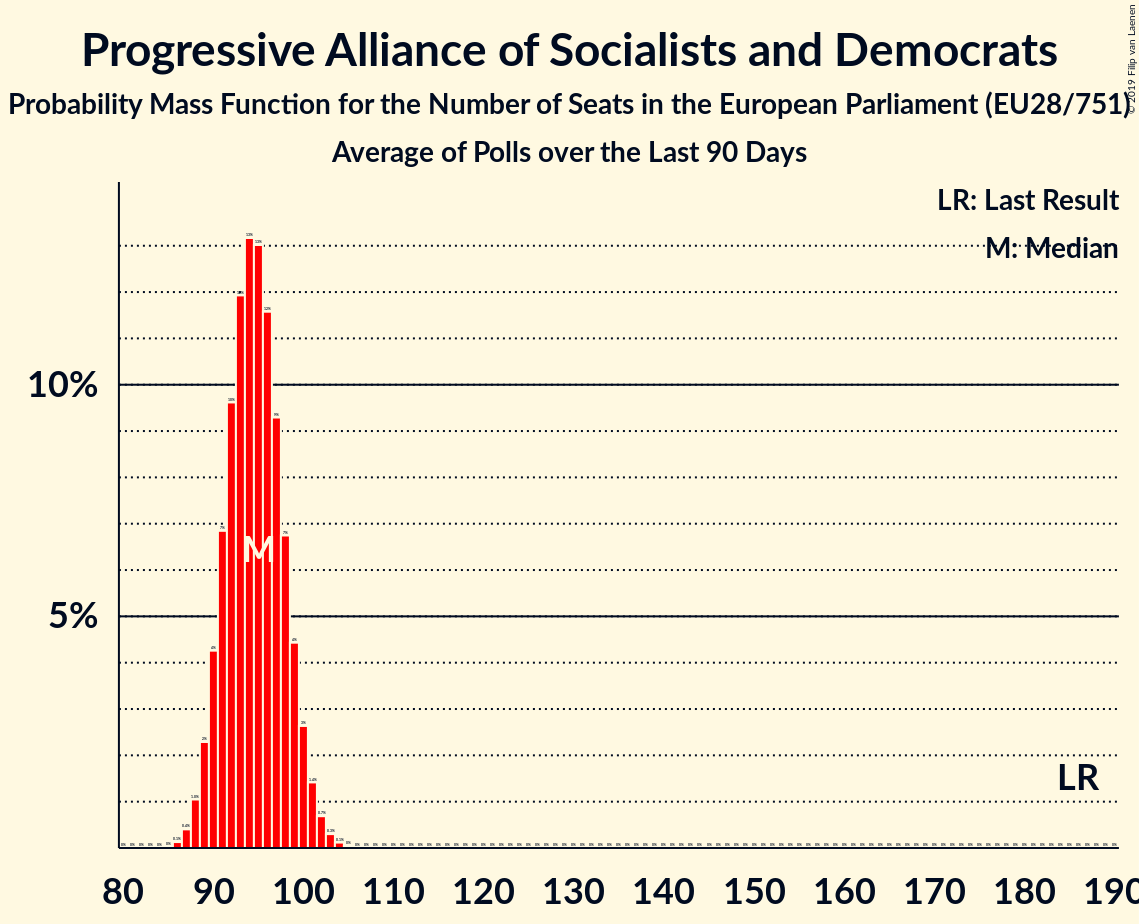 Progressive Alliance of Socialists and Democrats
Probability Mass Function for the Number of Seats in the European Parliament (EU28/751)
Average of Polls over the Last 90 Days
© 2019 Filip van Laenen
LR: Last Result
M: Median
10%
5%
M
LR
80 90 100 110 120 130 140 150 160 170 180 190